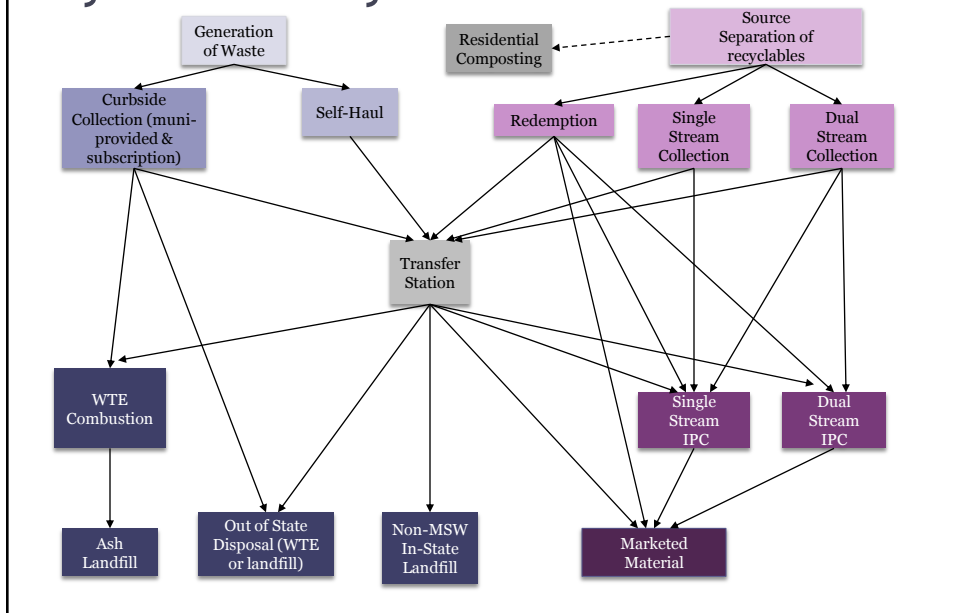 Generation
of Waste
Residential
Composting
Source
Separation of
recyclables
Curbside
Collection (muni-
provided &
subscription)
Self-Haul
Redemption
Single
Stream
Collection
Dual
Stream
Collection
Transfer
Station
WTE
Combustion
Single
Stream
IPC
Dual
Stream
IPC
Ash
Landfill
Out of State
Disposal (WTE
or landfill)
Non-MSW
In-State
Landfill
Marketed
Material